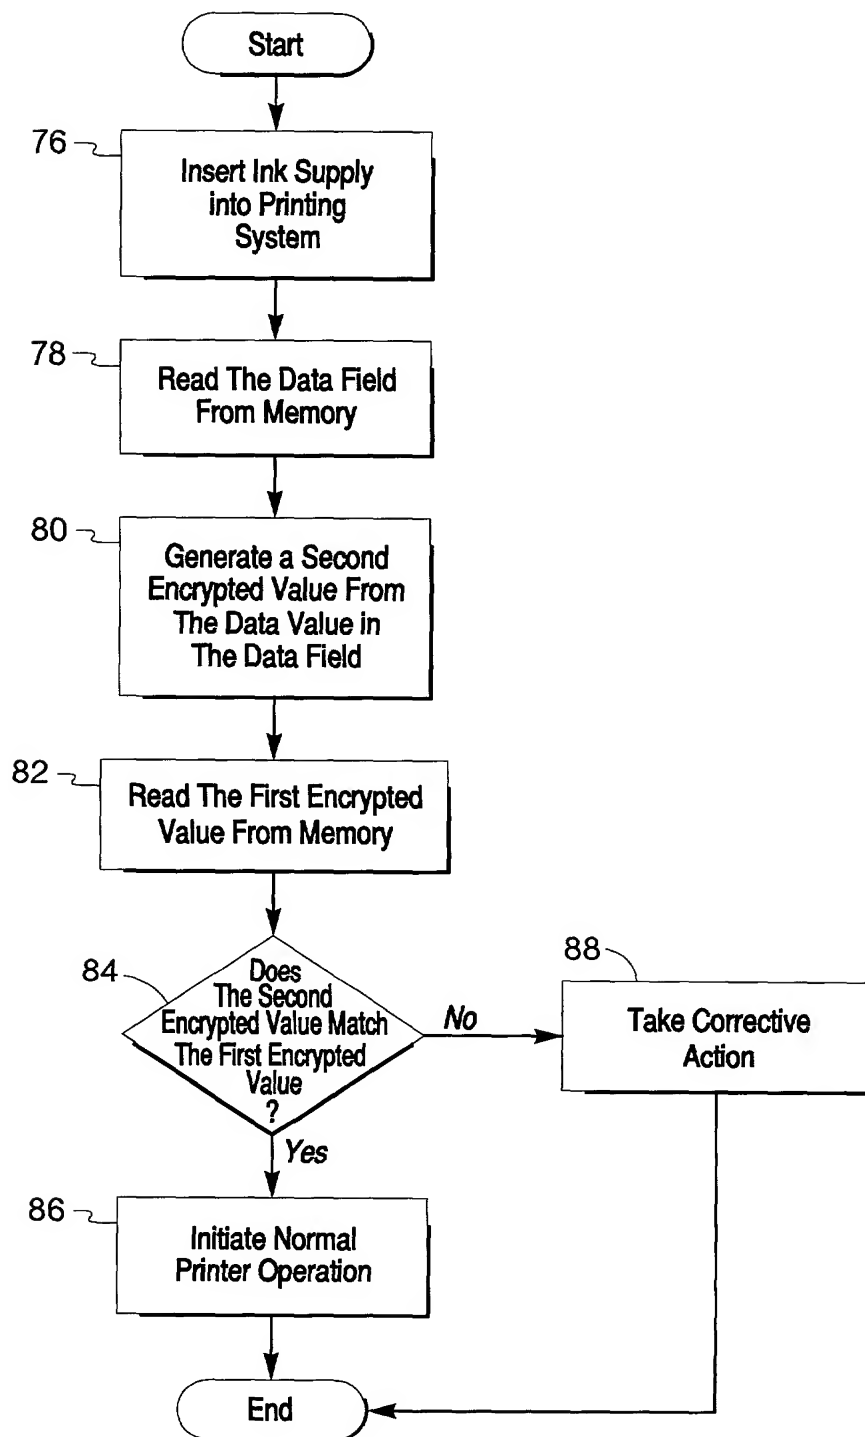 Start
76
Insert Ink Supply
into Printing
System
78
Read The Data Field
From Memory
80
Generate a Second
Encrypted Value From
The Data Value in
The Data Field
82
Read The First Encrypted
Value From Memory
84
Does
The Second
Encrypted Value Match
The First Encrypted
Value
?
No
88
Take Corrective
Action
Yes
86
Initiate Normal
Printer Operation
End